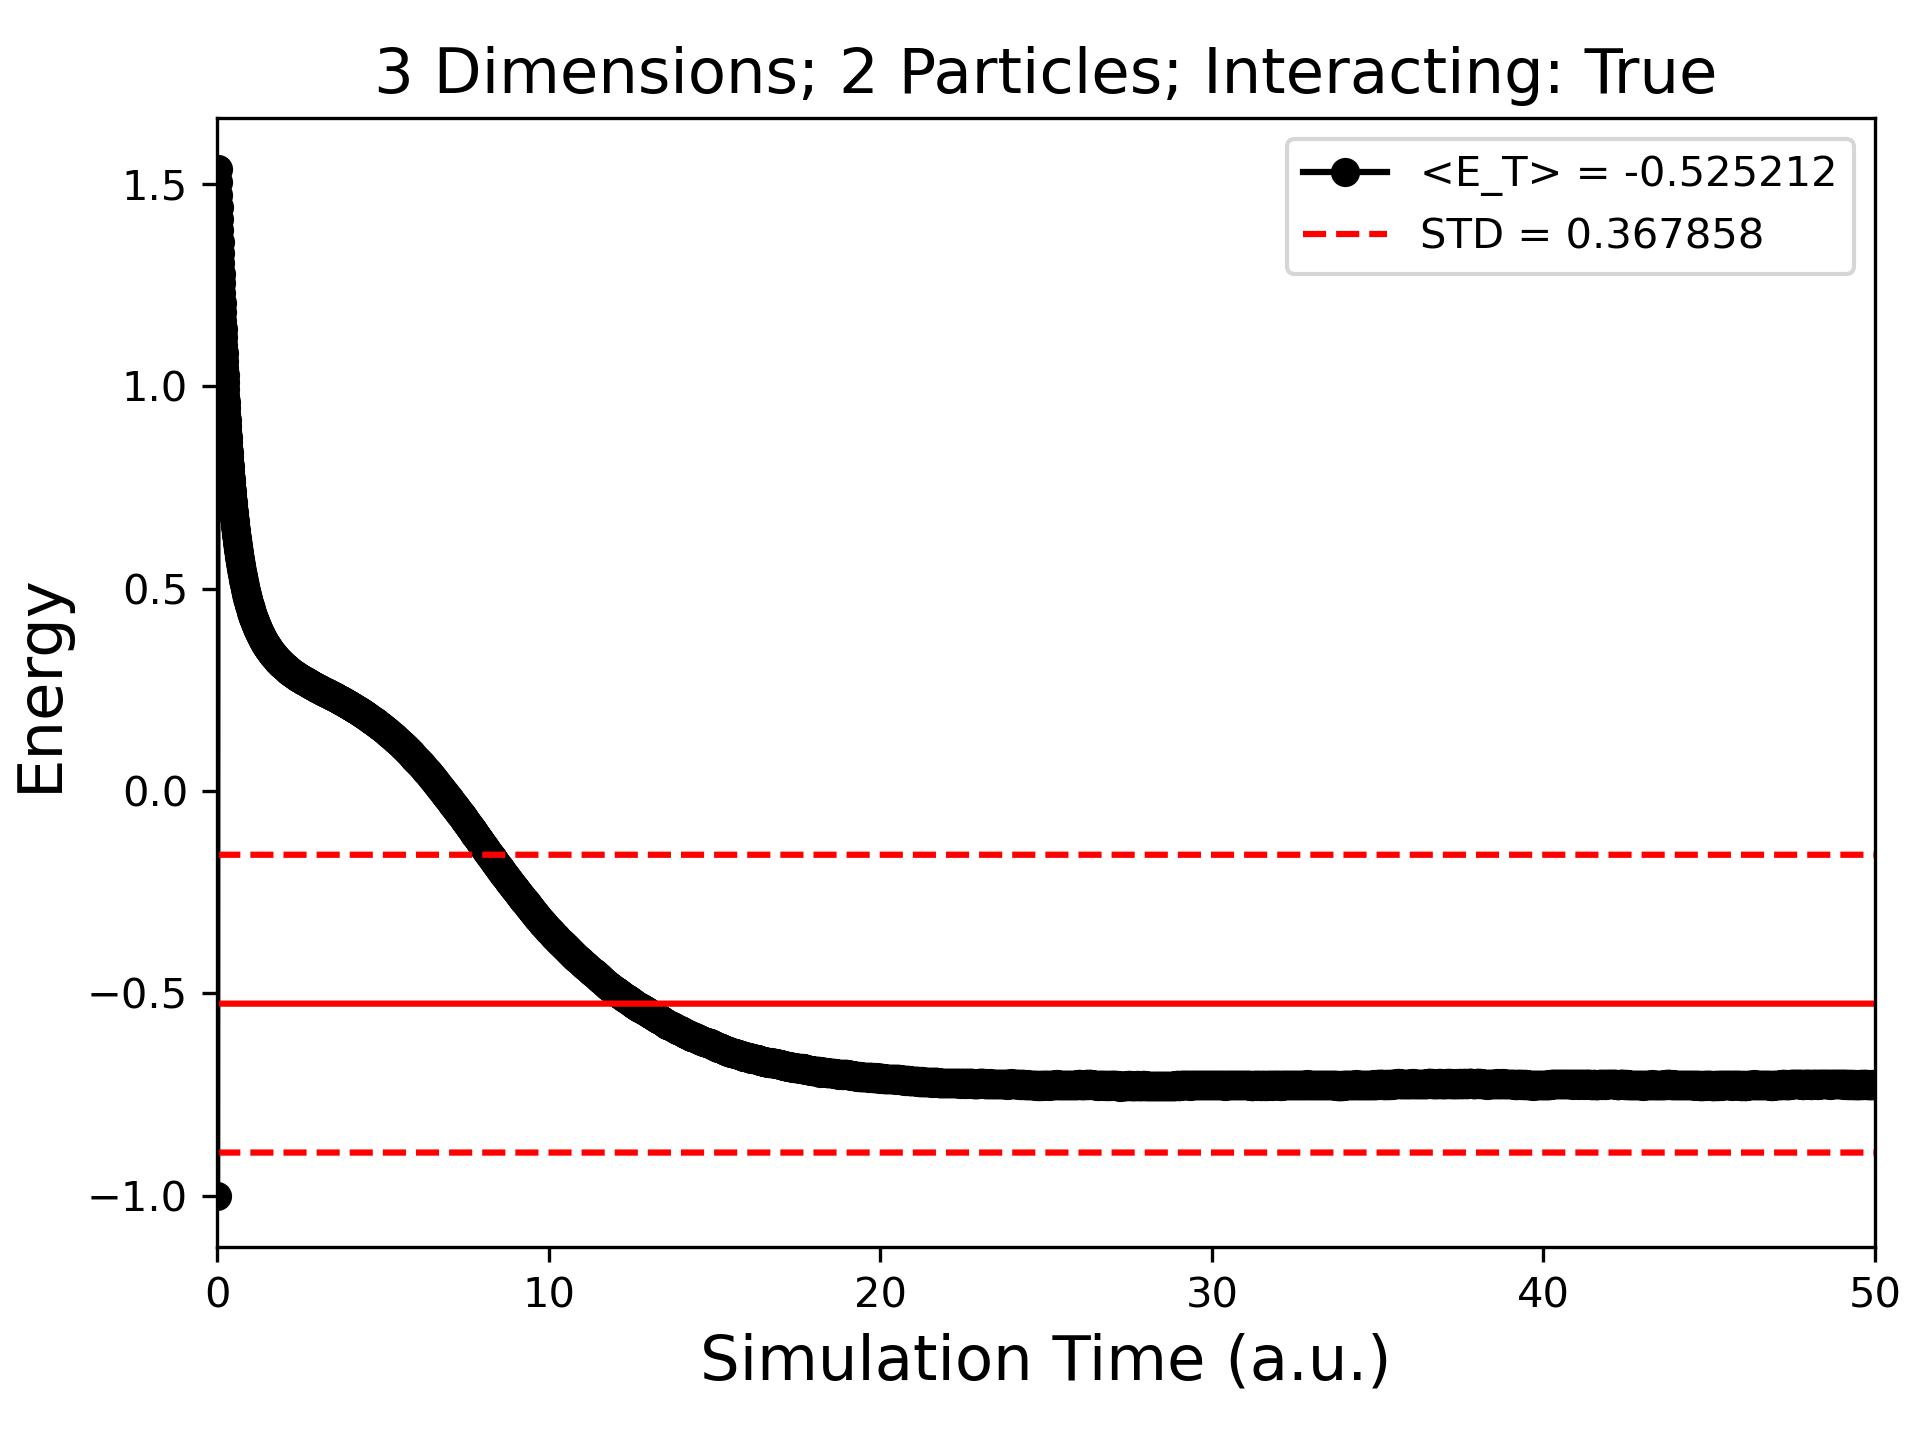 3 Dimensions; 2 Particles; Interacting: True
<E_T> = -0.525212
STD = 0.367858
1.5
1.0
0.5
0.0
−0.5
−1.0
Energy
0 10 20 30 40 50
Simulation Time (a.u.)